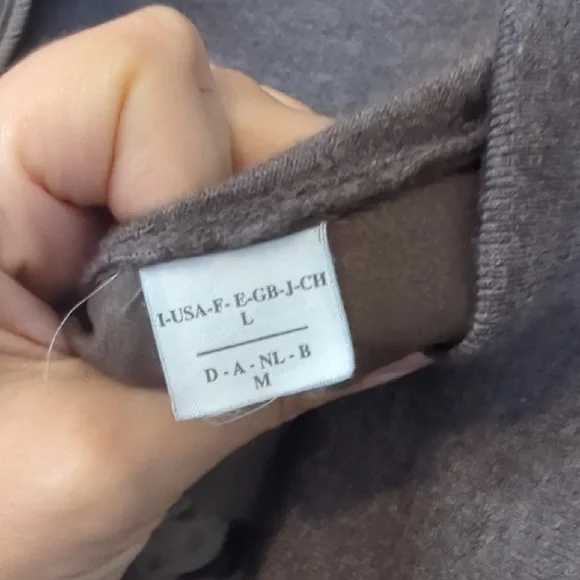 I-USA-F- E-GB-J-CH
L
D - A - NL - B
M